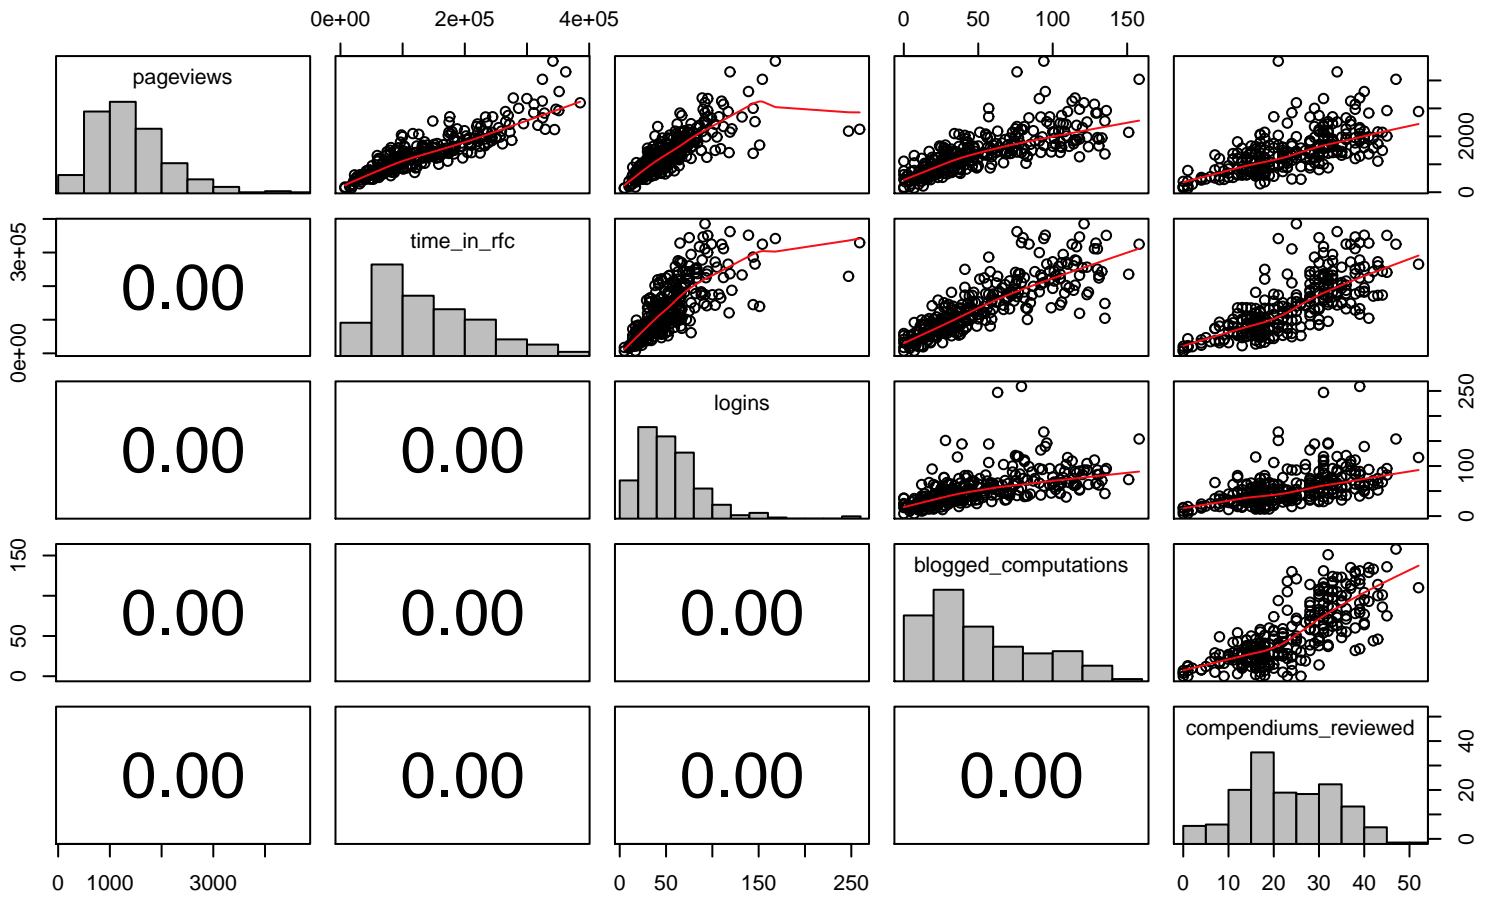 0e+00 2e+05 4e+05 0 50 100 150
pageviews
0 2000
0e+00 3e+05
0.00
time_in_rfc
0.00 0.00
logins
0 100 250
0 50 150
0.00 0.00 0.00
blogged_computations
0.00 0.00 0.00 0.00
compendiums_reviewed
0 20 40
0 1000 3000 0 50 150 250 0 10 20 30 40 50